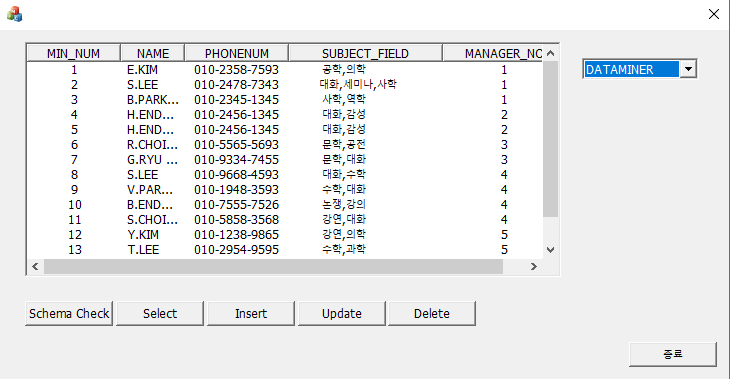 MIN_NUM NAME PHONENUM SUBJECT_FIELD MANAGER_NO
1 E.KIM 010-2358-7593 공학,의학 1
2 S.LEE 010-2478-7343 대화,세미나,사학 1
3 B.PARK... 010-2345-1345 사학,역학 1
4 H.END... 010-2456-1345 대화,감성 2
5 H.END... 010-2456-1345 대화,감성 2
6 R.CHOI... 010-5565-5693 문학,공전 3
7 G.RYU ... 010-9334-7455 문학,대화 3
8 S.LEE 010-9668-4593 대화,수학 4
9 V.PAR... 010-1948-3593 수학,대화 4
10 B.END... 010-7555-7526 논쟁,강의 4
11 S.CHOI... 010-5858-3568 강연,대화 4
12 Y.KIM 010-1238-9865 강연,의학 5
13 T.LEE 010-2954-9595 수학,과학 5
DATAMINER
Schema Check Select Insert Update Delete
종료